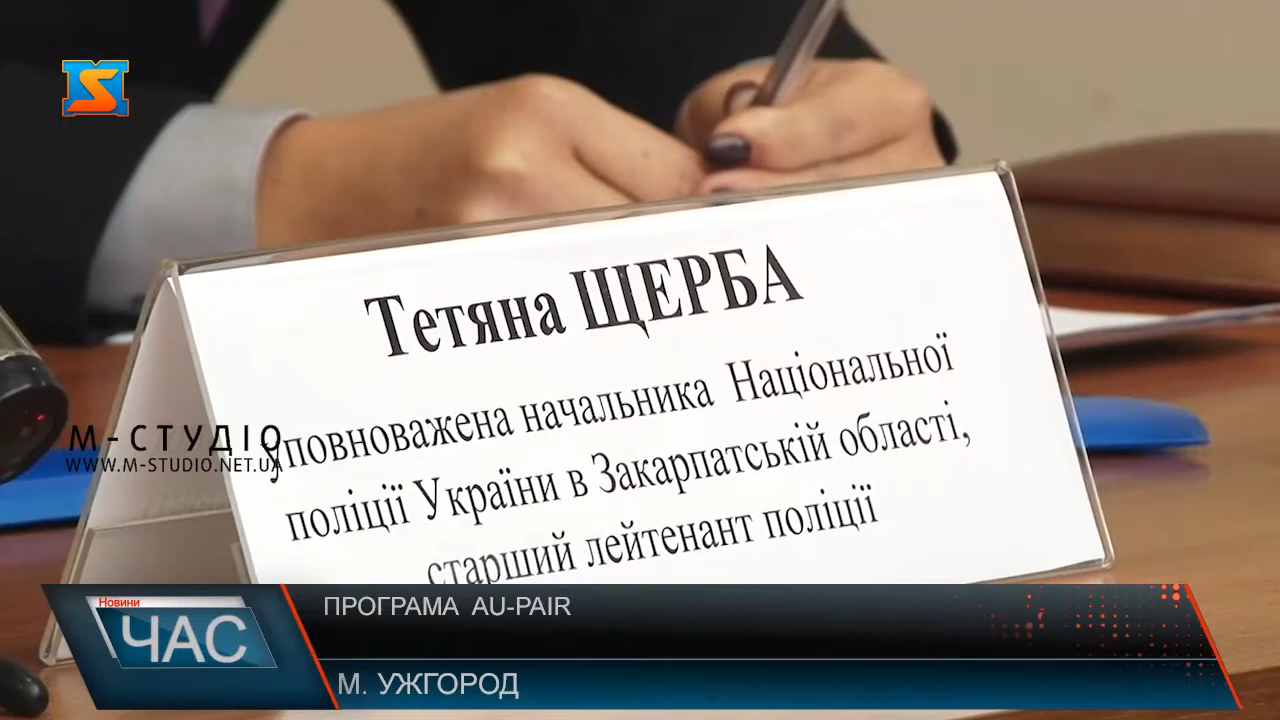 Тетяна ЩЕРБА
Уповноважена начальника Національної
поліції України в Закарпатській області,
старший лейтенант поліції
М-СТУДІО
WWW.M-STUDIO.NET.UA
Новини
ЧАС
ПРОГРАМА AU-PAIR
М. УЖГОРОД